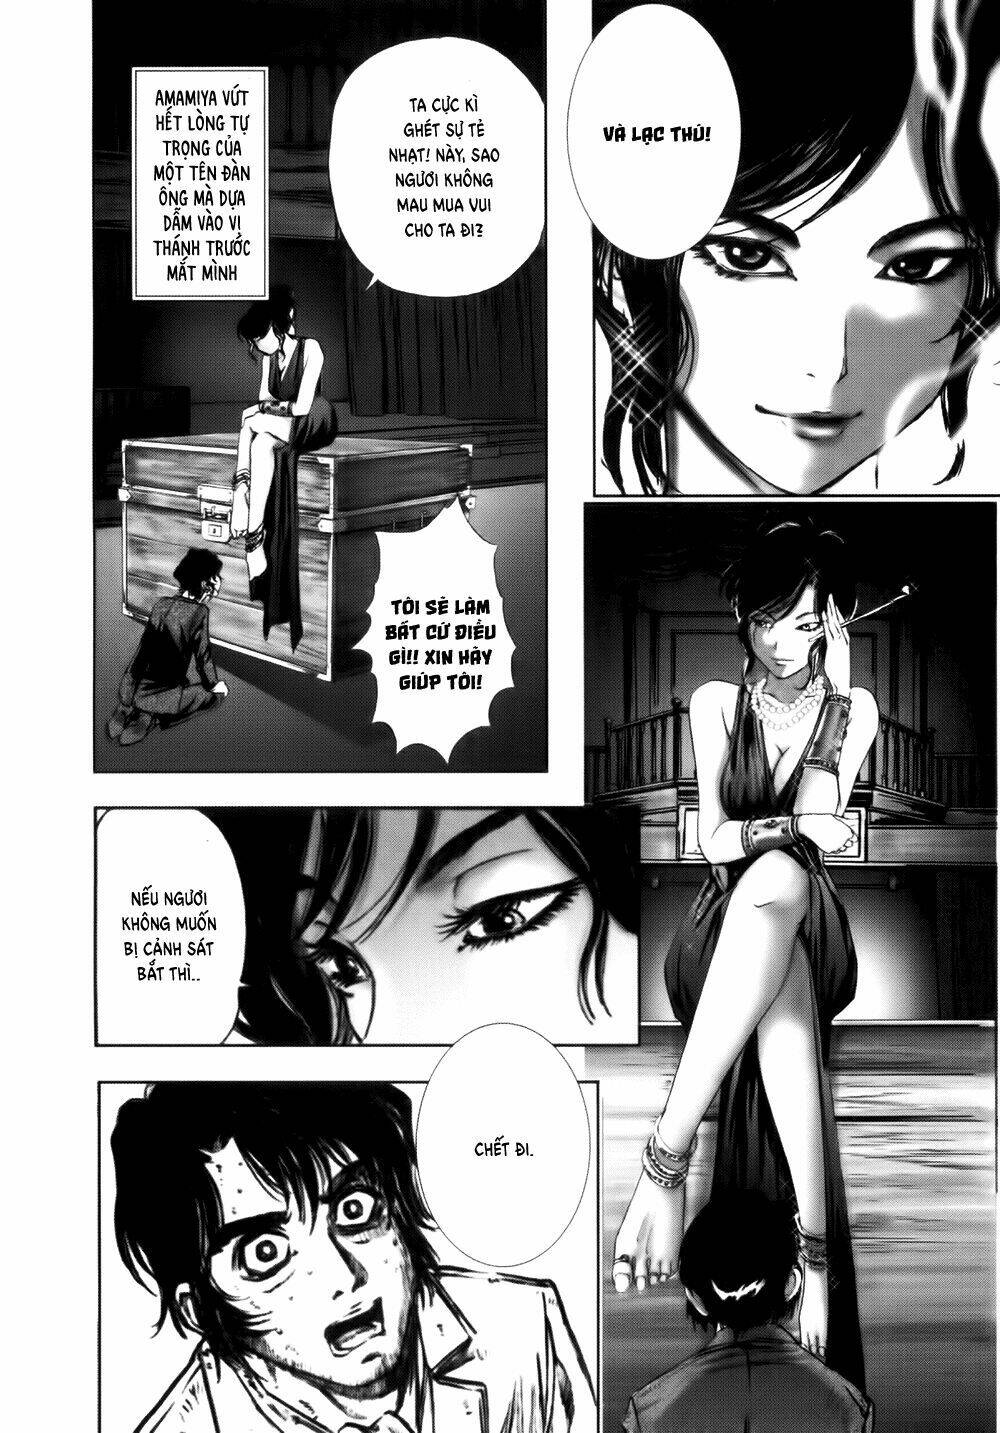 VÀ LẠC THÚ!
TA CỰC KÌ
GHÉT SỰ TẺ
NHẠT! NÀY, SAO
NGƯƠI KHÔNG
MAU MUA VUI
CHO TA ĐI?
AMAMIYA VỨT
HẾT LÒNG TỰ
TRỌNG CỦA
MỘT TÊN ĐÀN
ÔNG MÀ DỰA
DẪM VÀO VỊ
THÁNH TRƯỚC
MẮT MÌNH
TÔI SẼ LÀM
BẤT CỨ ĐIỀU
GÌ!! XIN HÃY
GIÚP TÔI!
NẾU NGƯƠI
KHÔNG MUỐN
BỊ CẢNH SÁT
BẮT THÌ..
CHẾT ĐI.